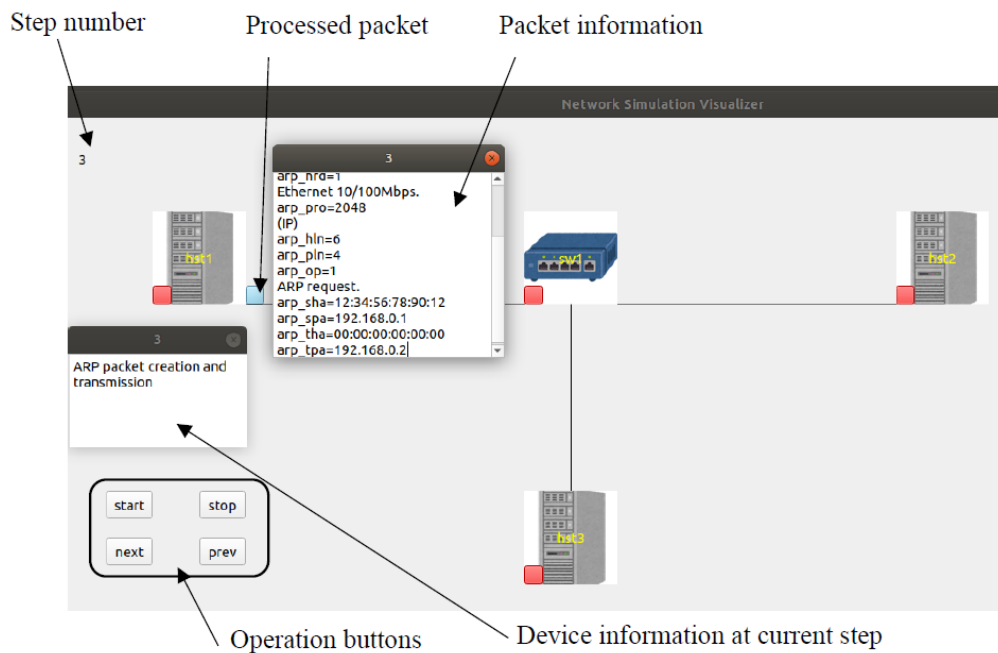 Step number
Processed packet
Packet information
Network Simulation Visualizer
3
3
arp_hrd=1
Ethernet 10/100Mbps.
arp_pro=2048
(IP)
arp_hln=6
arp_pln=4
arp_op=1
ARP request.
arp_sha=12:34:56:78:90:12
arp_spa=192.168.0.1
arp_tha=00:00:00:00:00:00
arp_tpa=192.168.0.2
hst1
sw1
hst2
3
ARP packet creation and
transmission
start
stop
next
prev
hst3
Operation buttons
Device information at current step